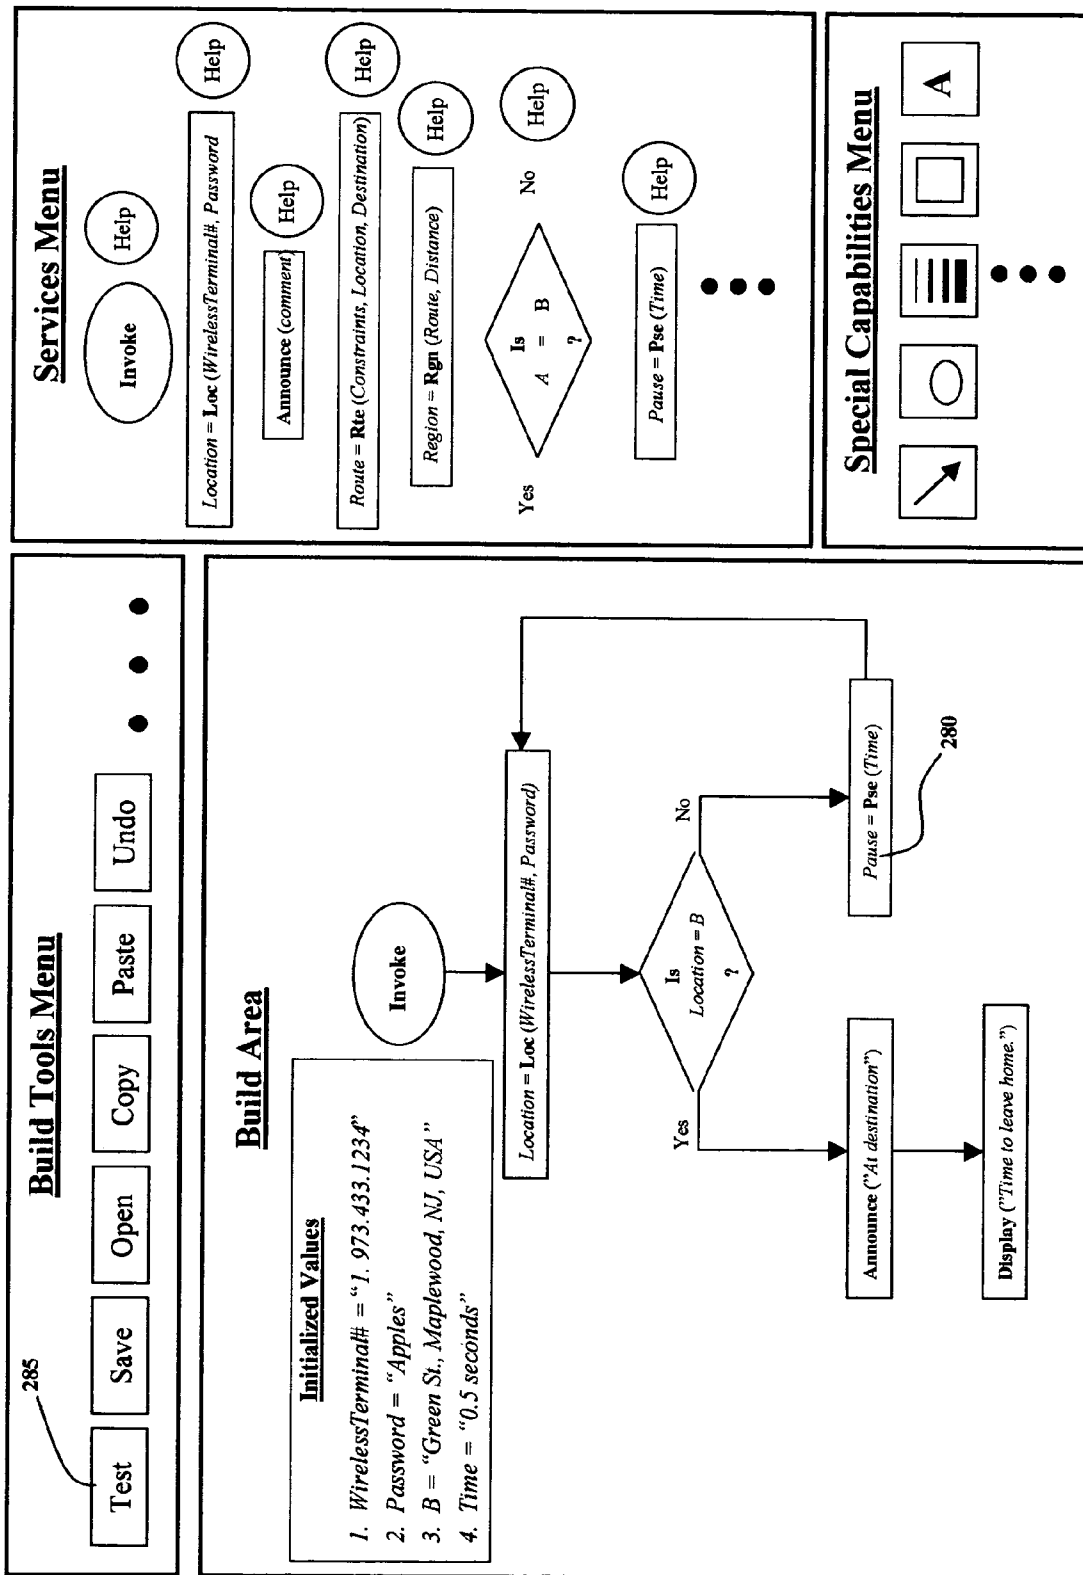 Build Tools Menu
285
Test
Save
Open
Copy
Paste
Undo
Build Area
Initialized Values
1. WirelessTerminal# = “1. 973.433.1234”
2. Password = “Apples”
3. B = “Green St., Maplewood, NJ, USA”
4. Time = “0.5 seconds”
Invoke
Location = Loc (WirelessTerminal#, Password)
Is
Location = B
?
Yes
No
Announce (”At destination”)
Display (”Time to leave home.”)
Pause = Pse (Time)
280
Services Menu
Invoke
Help
Location = Loc (WirelessTerminal#, Password
Help
Announce (comment)
Help
Route = Rte (Constraints, Location, Destination)
Help
Region = Rgn (Route, Distance)
Help
Yes
Is
A = B
?
No
Help
Pause = Pse (Time)
Help
Special Capabilities Menu
A